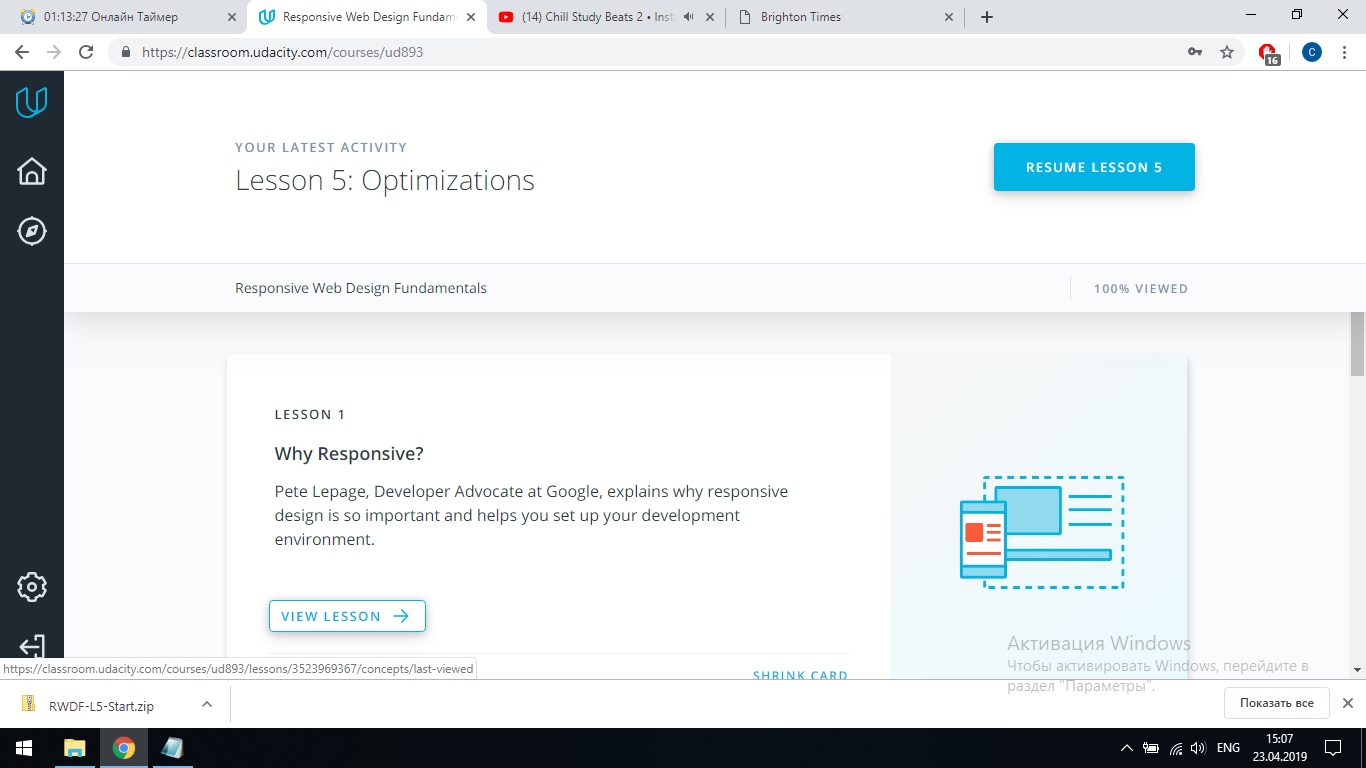 01:13:27 Онлайн Таймер
Responsive Web Design Fundam
(14) Chill Study Beats 2 • Inst
Brighton Times
https://classroom.udacity.com/courses/ud893
16
C
YOUR LATEST ACTIVITY
Lesson 5: Optimizations
RESUME LESSON 5
Responsive Web Design Fundamentals
100% VIEWED
LESSON 1
Why Responsive?
Pete Lepage, Developer Advocate at Google, explains why responsive
design is so important and helps you set up your development
environment.
VIEW LESSON
SHRINK CARD
Активация Windows
Чтобы активировать Windows, перейдите в
раздел "Параметры".
https://classroom.udacity.com/courses/ud893/lessons/3523969367/concepts/last-viewed
RWDF-L5-Start.zip
Показать все
ENG
15:07
23.04.2019